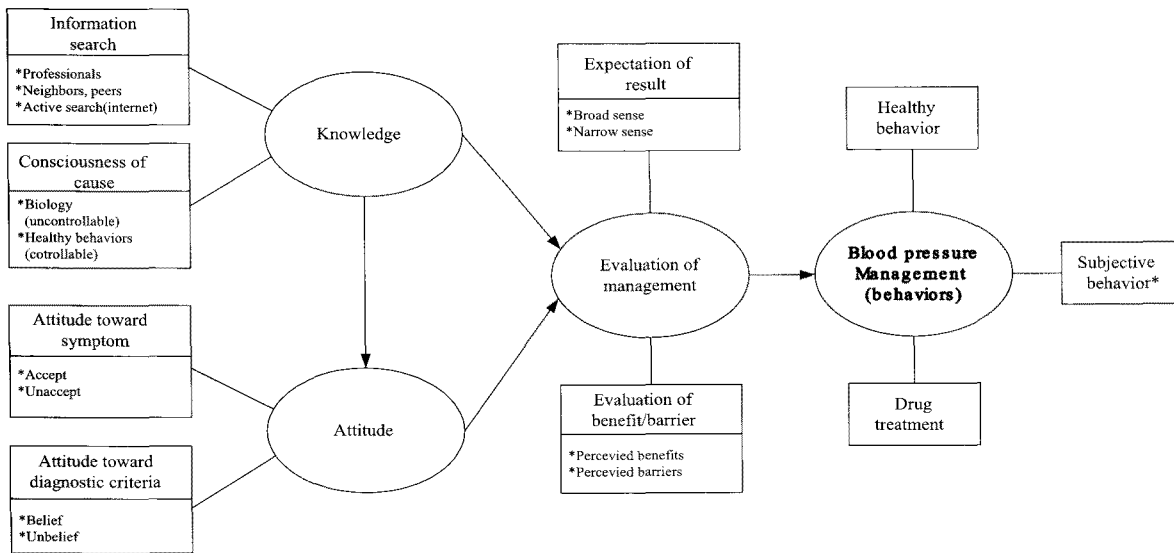 Information
search
*Professionals
*Neighbors, peers
*Active search(internet)
Consciousness of
cause
*Biology
(uncontrollable)
*Healthy behaviors
(cotrollable)
Attitude toward
symptom
*Accept
*Unaccept
Attitude toward
diagnostic criteria
*Belief
*Unbelief
Knowledge
Attitude
Expectation of
result
*Broad sense
*Narrow sense
Evaluation of
management
Evaluation of
benefit/barrier
*Percevied benefits
*Percevied barriers
Healthy
behavior
Blood pressure
Management
(behaviors)
Subjective
behavior*
Drug
treatment